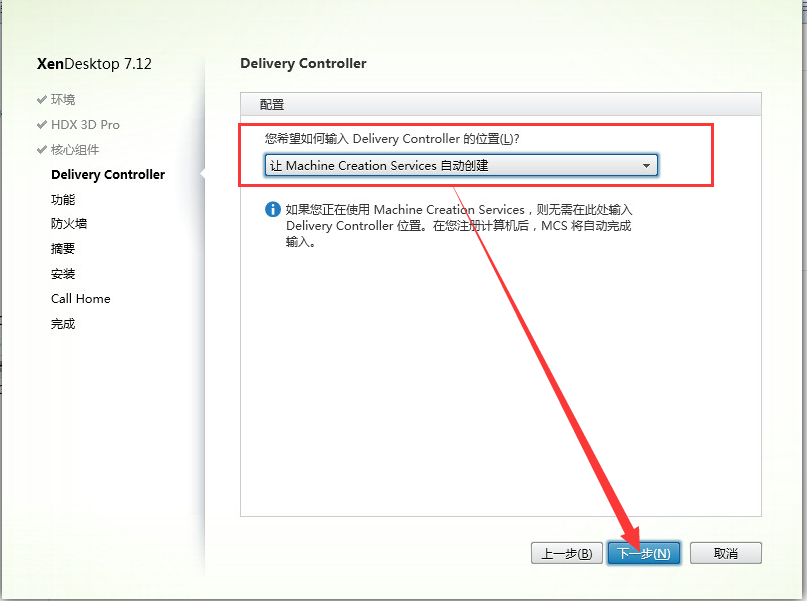 XenDesktop 7.12
环境
HDX 3D Pro
核心组件
Delivery Controller
功能
防火墙
摘要
安装
Call Home
完成
Delivery Controller
配置
您希望如何输入 Delivery Controller 的位置(L)?
让 Machine Creation Services 自动创建
如果您正在使用 Machine Creation Services，则无需在此处输入
Delivery Controller 位置。在您注册计算机后，MCS 将自动完成
输入。
上一步(B)
下一步(N)
取消